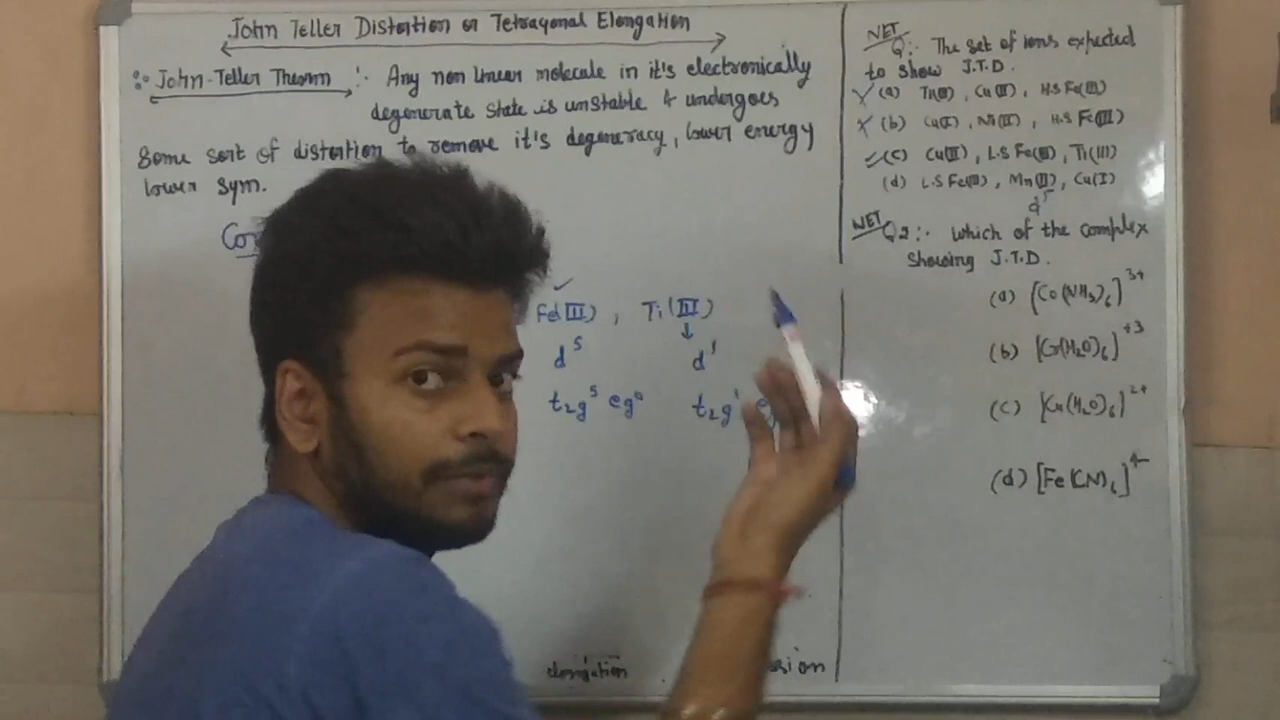 John Teller Distortion or Tetragonal Elongation
John-Teller Theorem :- Any non linear molecule in it's electronically
degenerate state is unstable & undergoes
Some sort of distortion to remove it's degeneracy, lower energy
lower sym.
Con
Fe(III) , Ti(III)
d5 d1
t2g5 eg0 t2g1 eg
elongation sion
NET
Q:- The set of ions expected
to show J.T.D.
(a) Ti(III), Cu(II), H.S Fe(III)
(b) Cu(I), Ni(II), H.S Fe(III)
(c) Cu(II), L.S Fe(III), Ti(III)
(d) L.S Fe(III), Mn(II), Cu(I)
d5
NET
Q2:- which of the complex
showing J.T.D.
(a) [Co(NH3)6]3+
(b) [Cr(H2O)6]+3
(c) [Cu(H2O)6]2+
(d) [Fe(CN)6]4-